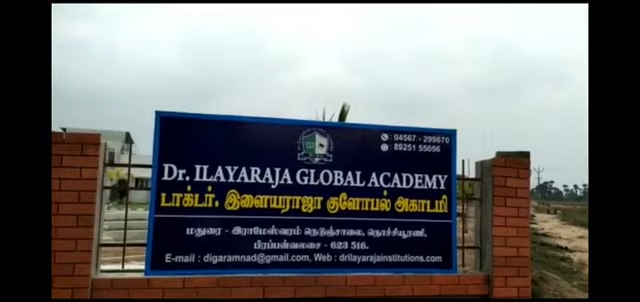 04567 - 299670
89251 55056
Dr. ILAYARAJA GLOBAL ACADEMY
டாக்டர். இளையராஜா குளோபல் அகாடமி
மதுரை - இராமேஸ்வரம் நெடுஞ்சாலை, நொச்சியூரணி,
பிரப்பன்வலசை - 623 516.
E-mail : digaramnad@gmail.com, Web : drilayarajainstitutions.com